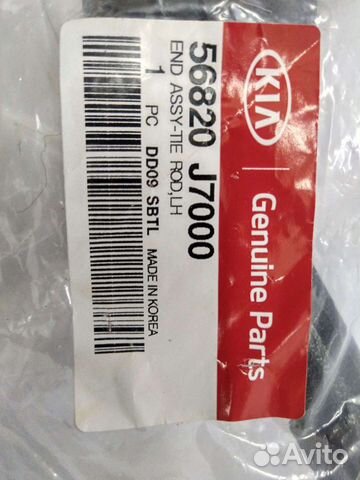 KIA
Genuine Parts
56820 J7000
END ASSY-TIE ROD,LH
1 PC DD09 SBTL MADE IN KOREA
Avito